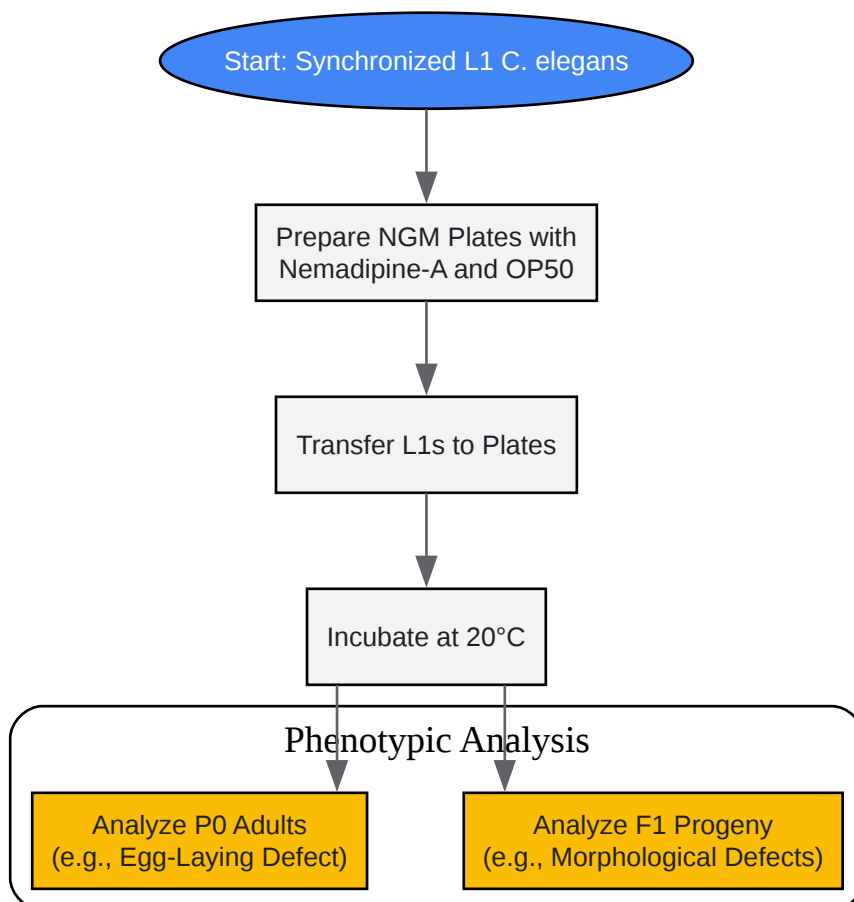 Start: Synchronized L1 C. elegans
Prepare NGM Plates with
Nemadipine-A and OP50
Transfer L1s to Plates
Incubate at 20°C
Phenotypic Analysis
Analyze P0 Adults
(e.g., Egg-Laying Defect)
Analyze F1 Progeny
(e.g., Morphological Defects)